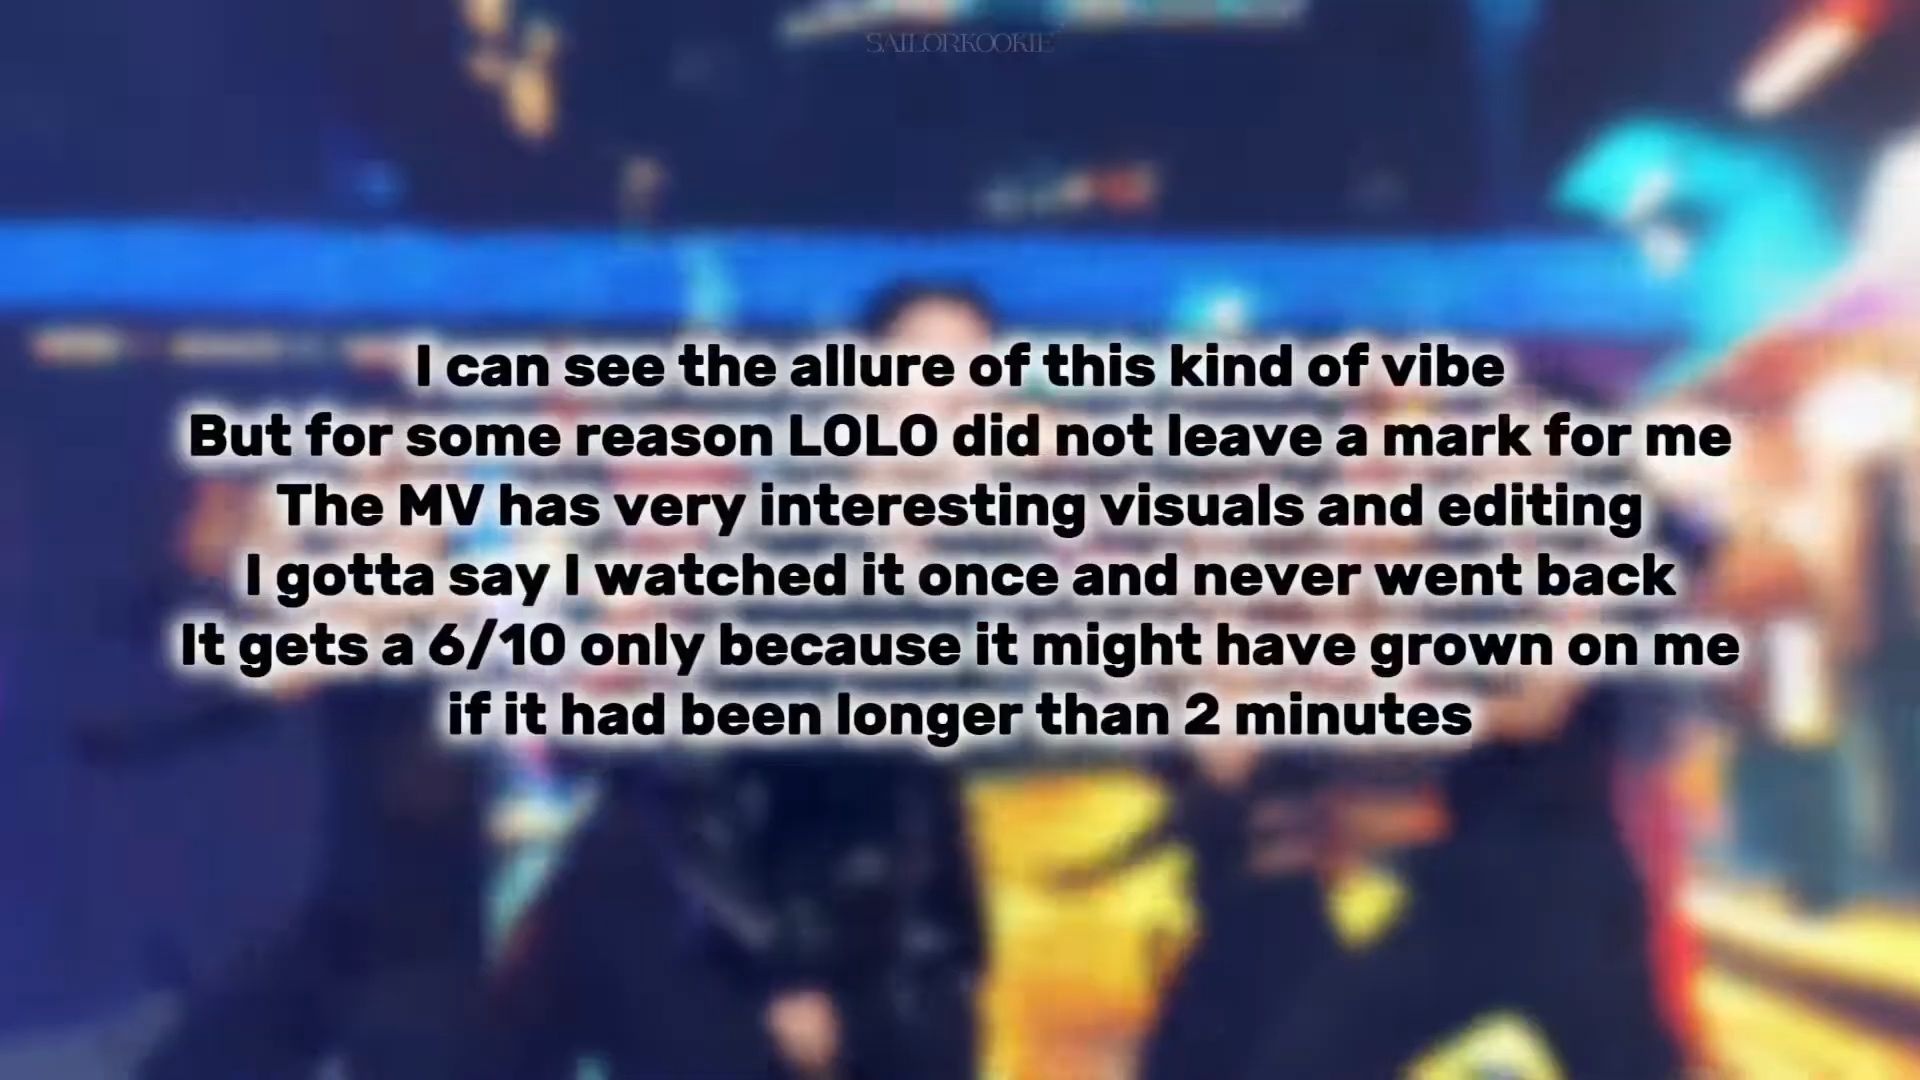 SAILORKOOKIE
I can see the allure of this kind of vibe
But for some reason LOLO did not leave a mark for me
The MV has very interesting visuals and editing
I gotta say I watched it once and never went back
It gets a 6/10 only because it might have grown on me
if it had been longer than 2 minutes